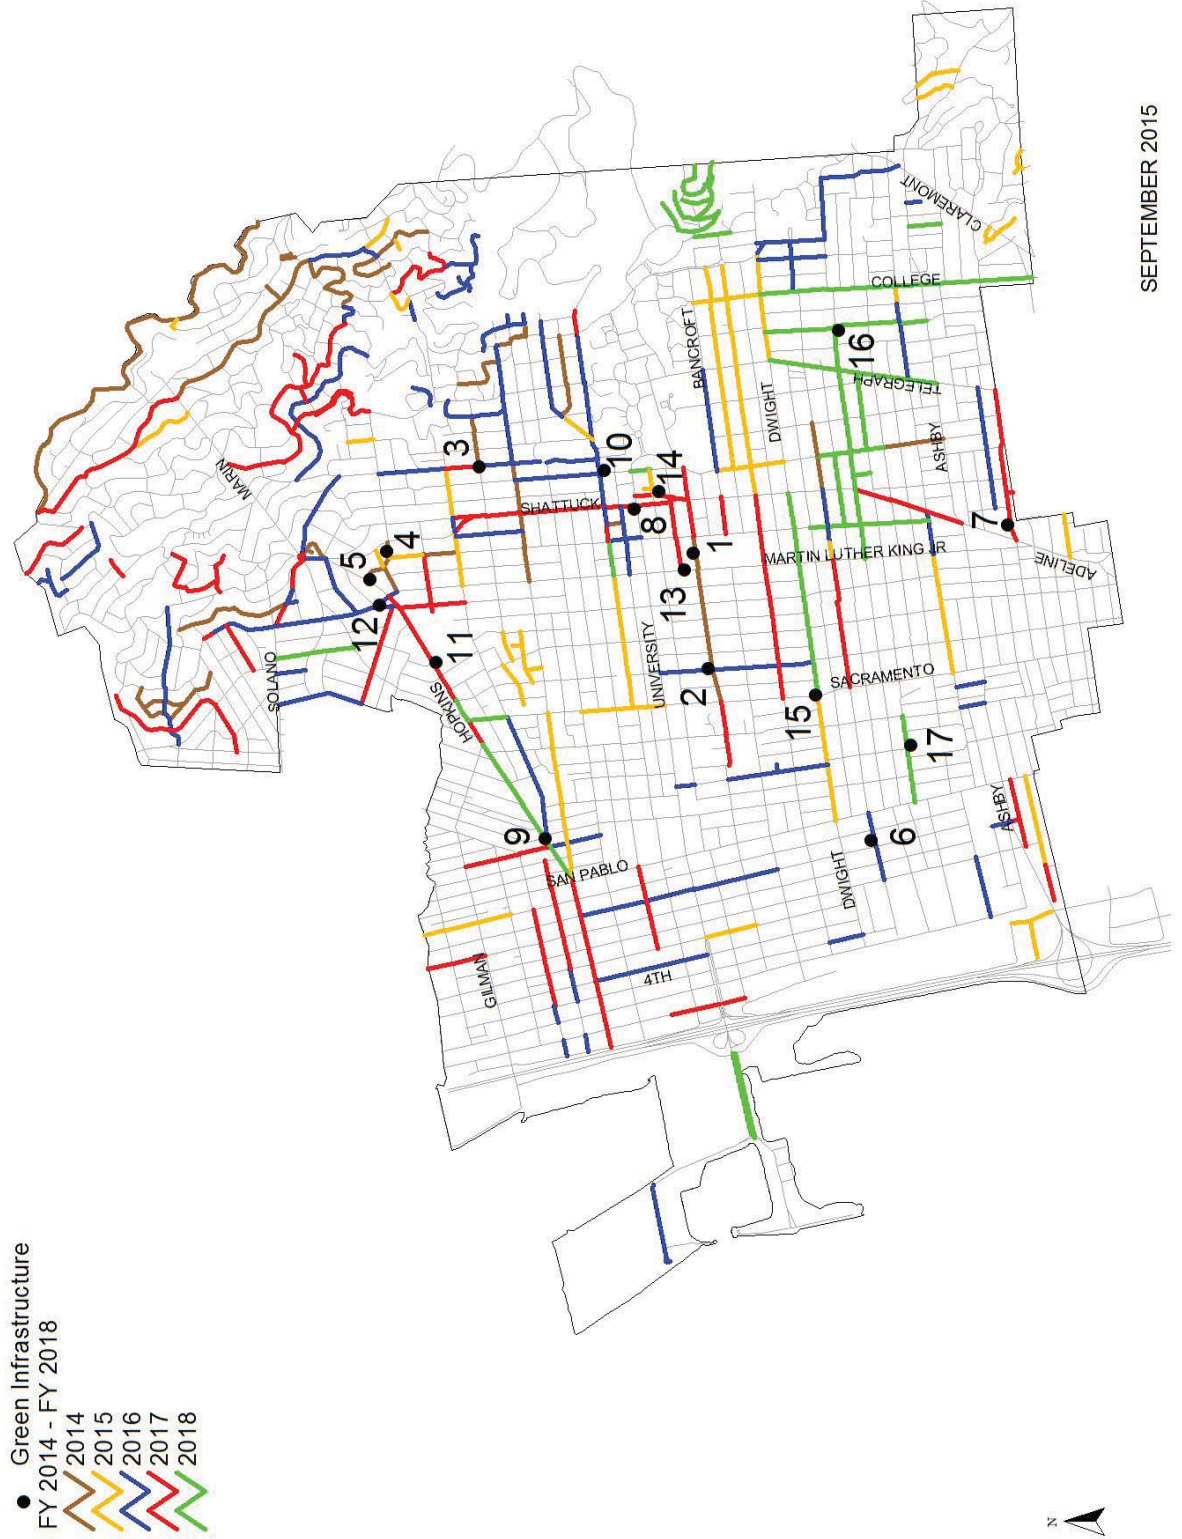 Green Infrastructure
FY 2014 - FY 2018
2014
2015
2016
2017
2018
N
SEPTEMBER 2015
MARIN
SOLANO
HOPKINS
GILMAN
SAN PABLO
4TH
UNIVERSITY
SHATTUCK
BANCROFT
DWIGHT
MARTIN LUTHER KING JR
SACRAMENTO
DWIGHT
ASHBY
ASHBY
ADELINE
TELEGRAPH
COLLEGE
CLAREMONT
3
10
14
8
1
13
2
15
17
6
16
7
5
4
12
11
9